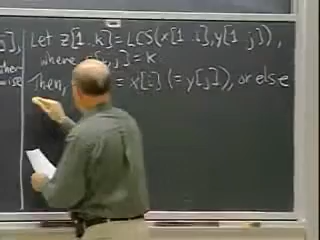 Let z[1..k]=LCS(x[1..i],y[1..j]),
where c[i,j]=k.
Then, = x[i] (= y[j]), or else